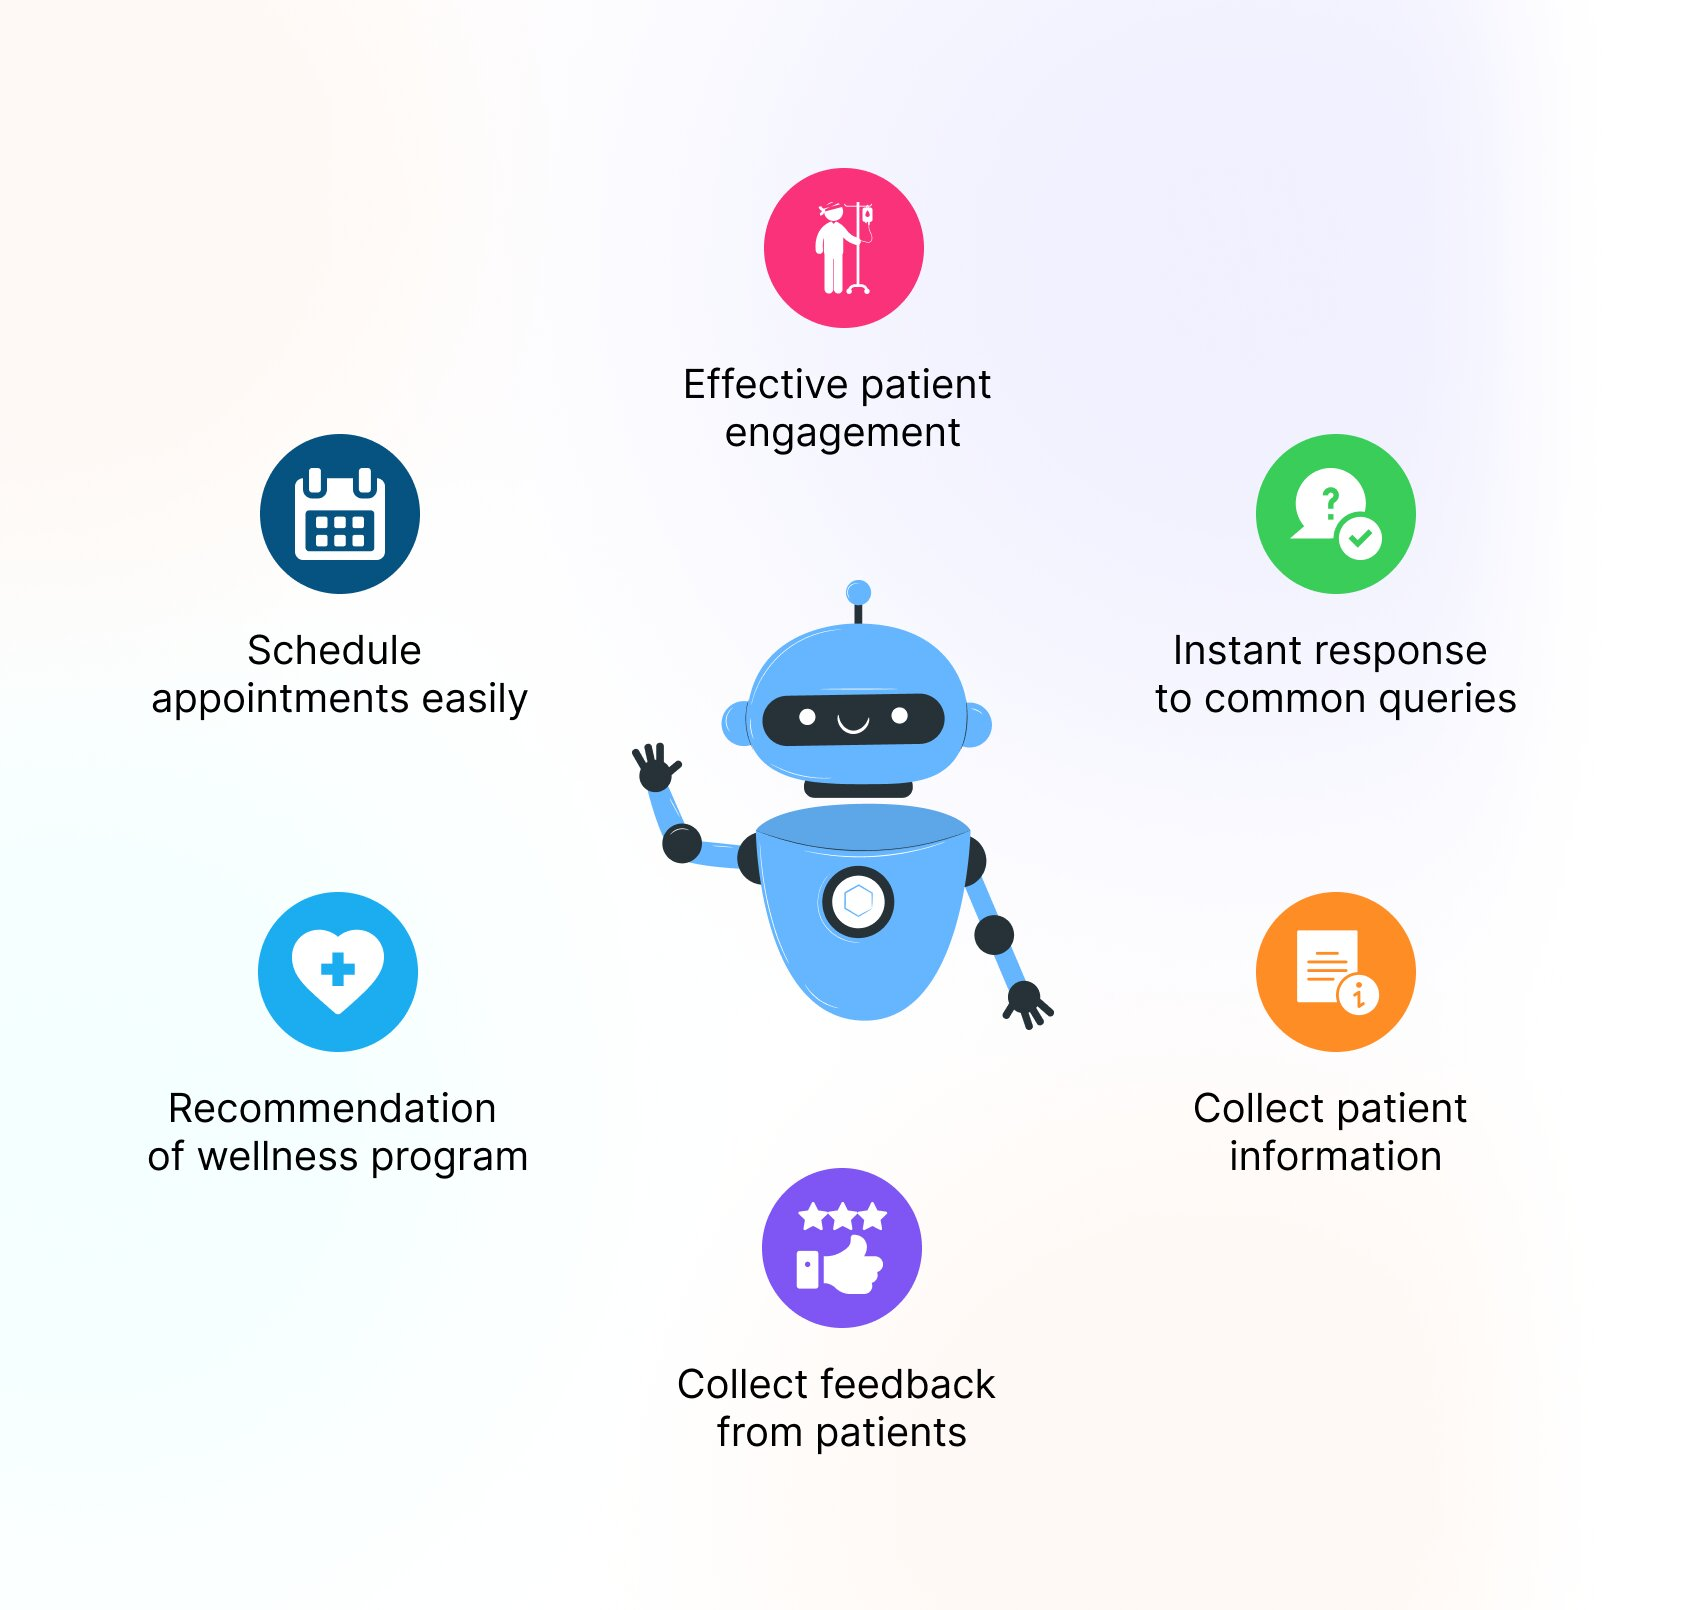 Effective patient
engagement
Schedule
appointments easily
Instant response
to common queries
Recommendation
of wellness program
Collect patient
information
Collect feedback
from patients